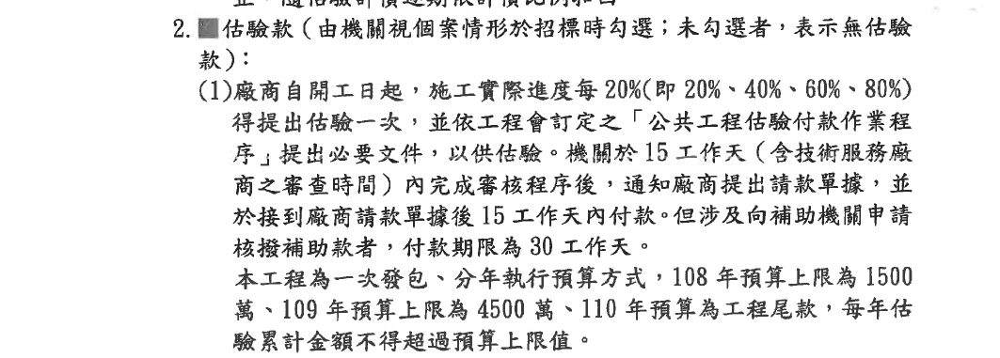 2.■估驗款（由機關視個案情形於招標時勾選；未勾選者，表示無估驗
款）：
(1)廠商自開工日起，施工實際進度每 20%(即 20%、40%、60%、80%)
得提出估驗一次，並依工程會訂定之「公共工程估驗付款作業程
序」提出必要文件，以供估驗。機關於 15 工作天（含技術服務廠
商之審查時間）內完成審核程序後，通知廠商提出請款單據，並
於接到廠商請款單據後 15 工作天內付款。但涉及向補助機關申請
核撥補助款者，付款期限為 30 工作天。
本工程為一次發包、分年執行預算方式，108 年預算上限為 1500
萬、109 年預算上限為 4500 萬、110 年預算為工程尾款，每年估
驗累計金額不得超過預算上限值。